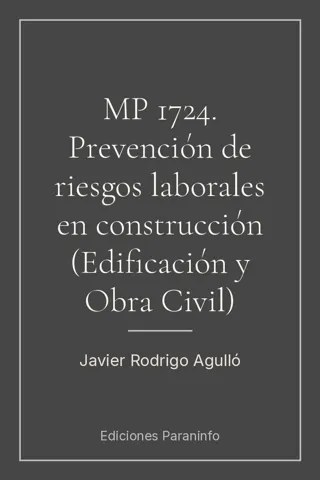 MP 1724.
Prevención de
riesgos laborales
en construcción
(Edificación y
Obra Civil)
Javier Rodrigo Agulló
Ediciones Paraninfo